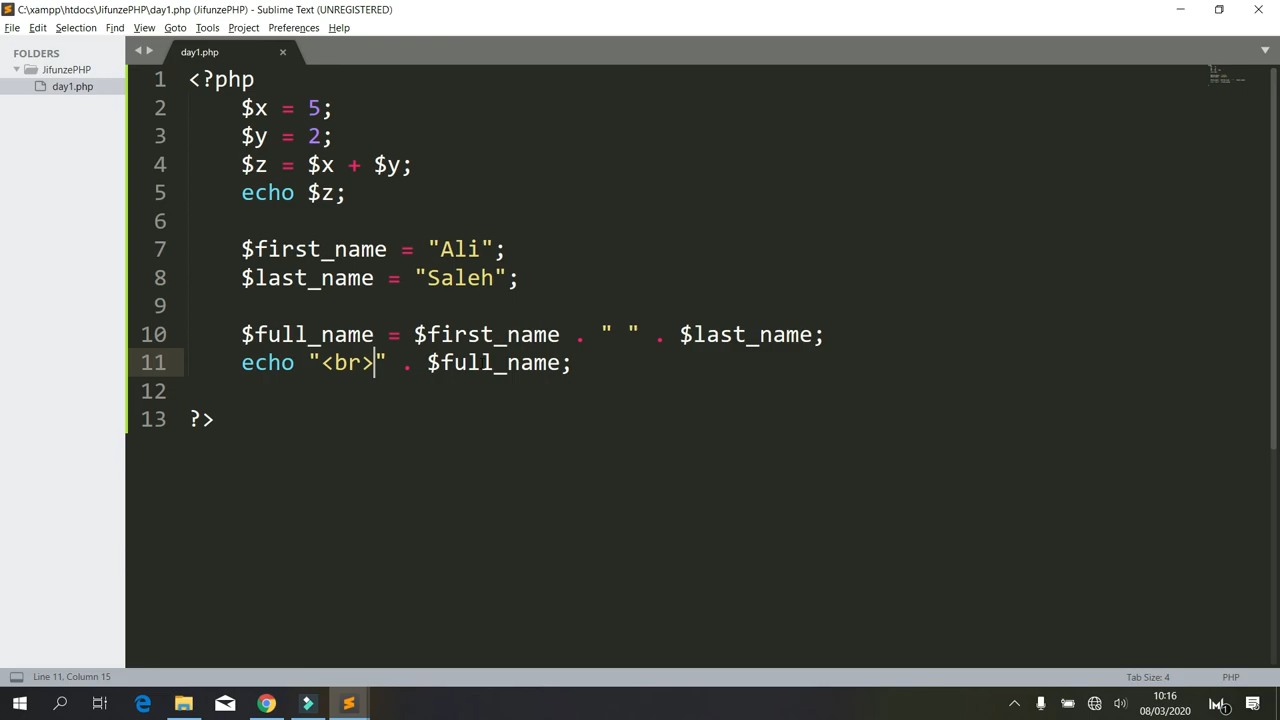 C:\xampp\htdocs\JifunzePHP\day1.php (JifunzePHP) - Sublime Text (UNREGISTERED)
File Edit Selection Find View Goto Tools Project Preferences Help
FOLDERS
JifunzePHP
day1.php
day1.php
1 <?php
2 $x = 5;
3 $y = 2;
4 $z = $x + $y;
5 echo $z;
6
7 $first_name = "Ali";
8 $last_name = "Saleh";
9
10 $full_name = $first_name . " " . $last_name;
11 echo "<br>" . $full_name;
12
13 ?>
Line 11, Column 15
Tab Size: 4
PHP
10:16
08/03/2020